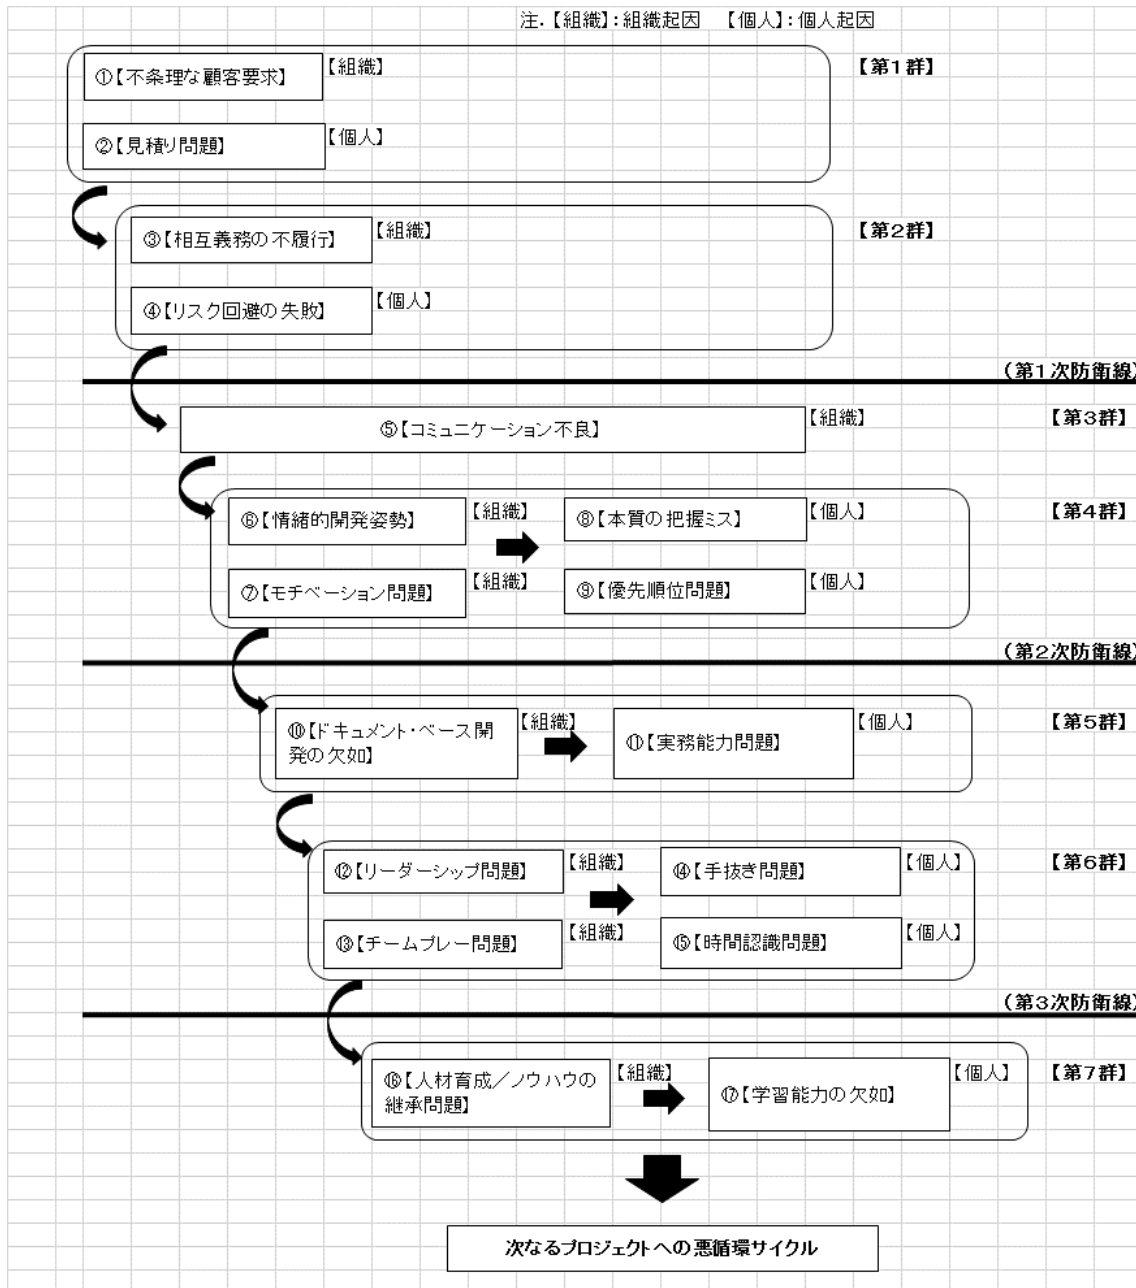 注.【組織】:組織起因　【個人】:個人起因
①【不条理な顧客要求】
【組織】
【第1群】
②【見積り問題】
【個人】
③【相互義務の不履行】
【組織】
【第2群】
④【リスク回避の失敗】
【個人】
(第1次防衛線)
⑤【コミュニケーション不良】
【組織】
【第3群】
⑥【情緒的開発姿勢】
【組織】
⑧【本質の把握ミス】
【個人】
【第4群】
⑦【モチベーション問題】
【組織】
⑨【優先順位問題】
【個人】
(第2次防衛線)
⑩【ドキュメント・ベース開
発の欠如】
【組織】
⑪【実務能力問題】
【個人】
【第5群】
⑫【リーダーシップ問題】
【組織】
⑭【手抜き問題】
【個人】
【第6群】
⑬【チームプレー問題】
【組織】
⑮【時間認識問題】
【個人】
(第3次防衛線)
⑯【人材育成／ノウハウの
継承問題】
【組織】
⑰【学習能力の欠如】
【個人】
【第7群】
次なるプロジェクトへの悪循環サイクル